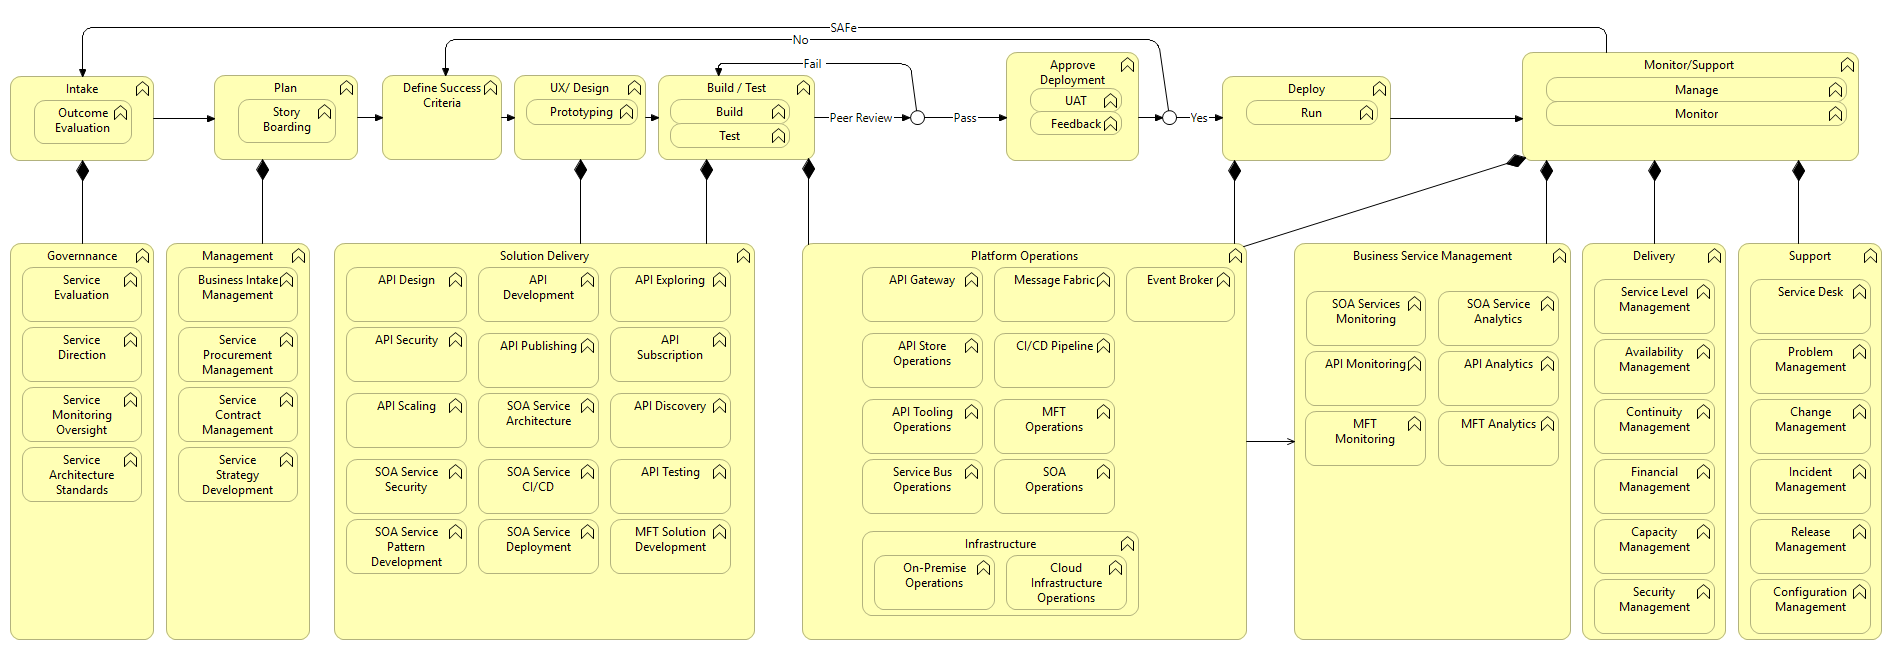 SAFe
No
Fail
Intake
Outcome
Evaluation
Plan
Story
Boarding
Define Success
Criteria
UX/ Design
Prototyping
Build / Test
Build
Test
Peer Review
Pass
Approve
Deployment
UAT
Feedback
Yes
Deploy
Run
Monitor/Support
Manage
Monitor
Governnance
Service
Evaluation
Service
Direction
Service
Monitoring
Oversight
Service
Architecture
Standards
Management
Business Intake
Management
Service
Procurement
Management
Service
Contract
Management
Service
Strategy
Development
Solution Delivery
API Design
API
Development
API Exploring
API Security
API Publishing
API
Subscription
API Scaling
SOA Service
Architecture
API Discovery
SOA Service
Security
SOA Service
CI/CD
API Testing
SOA Service
Pattern
Development
SOA Service
Deployment
MFT Solution
Development
Platform Operations
API Gateway
Message Fabric
Event Broker
API Store
Operations
CI/CD Pipeline
API Tooling
Operations
MFT
Operations
Service Bus
Operations
SOA
Operations
Infrastructure
On-Premise
Operations
Cloud
Infrastructure
Operations
Business Service Management
SOA Services
Monitoring
SOA Service
Analytics
API Monitoring
API Analytics
MFT
Monitoring
MFT Analytics
Delivery
Service Level
Management
Availability
Management
Continuity
Management
Financial
Management
Capacity
Management
Security
Management
Support
Service Desk
Problem
Management
Change
Management
Incident
Management
Release
Management
Configuration
Management